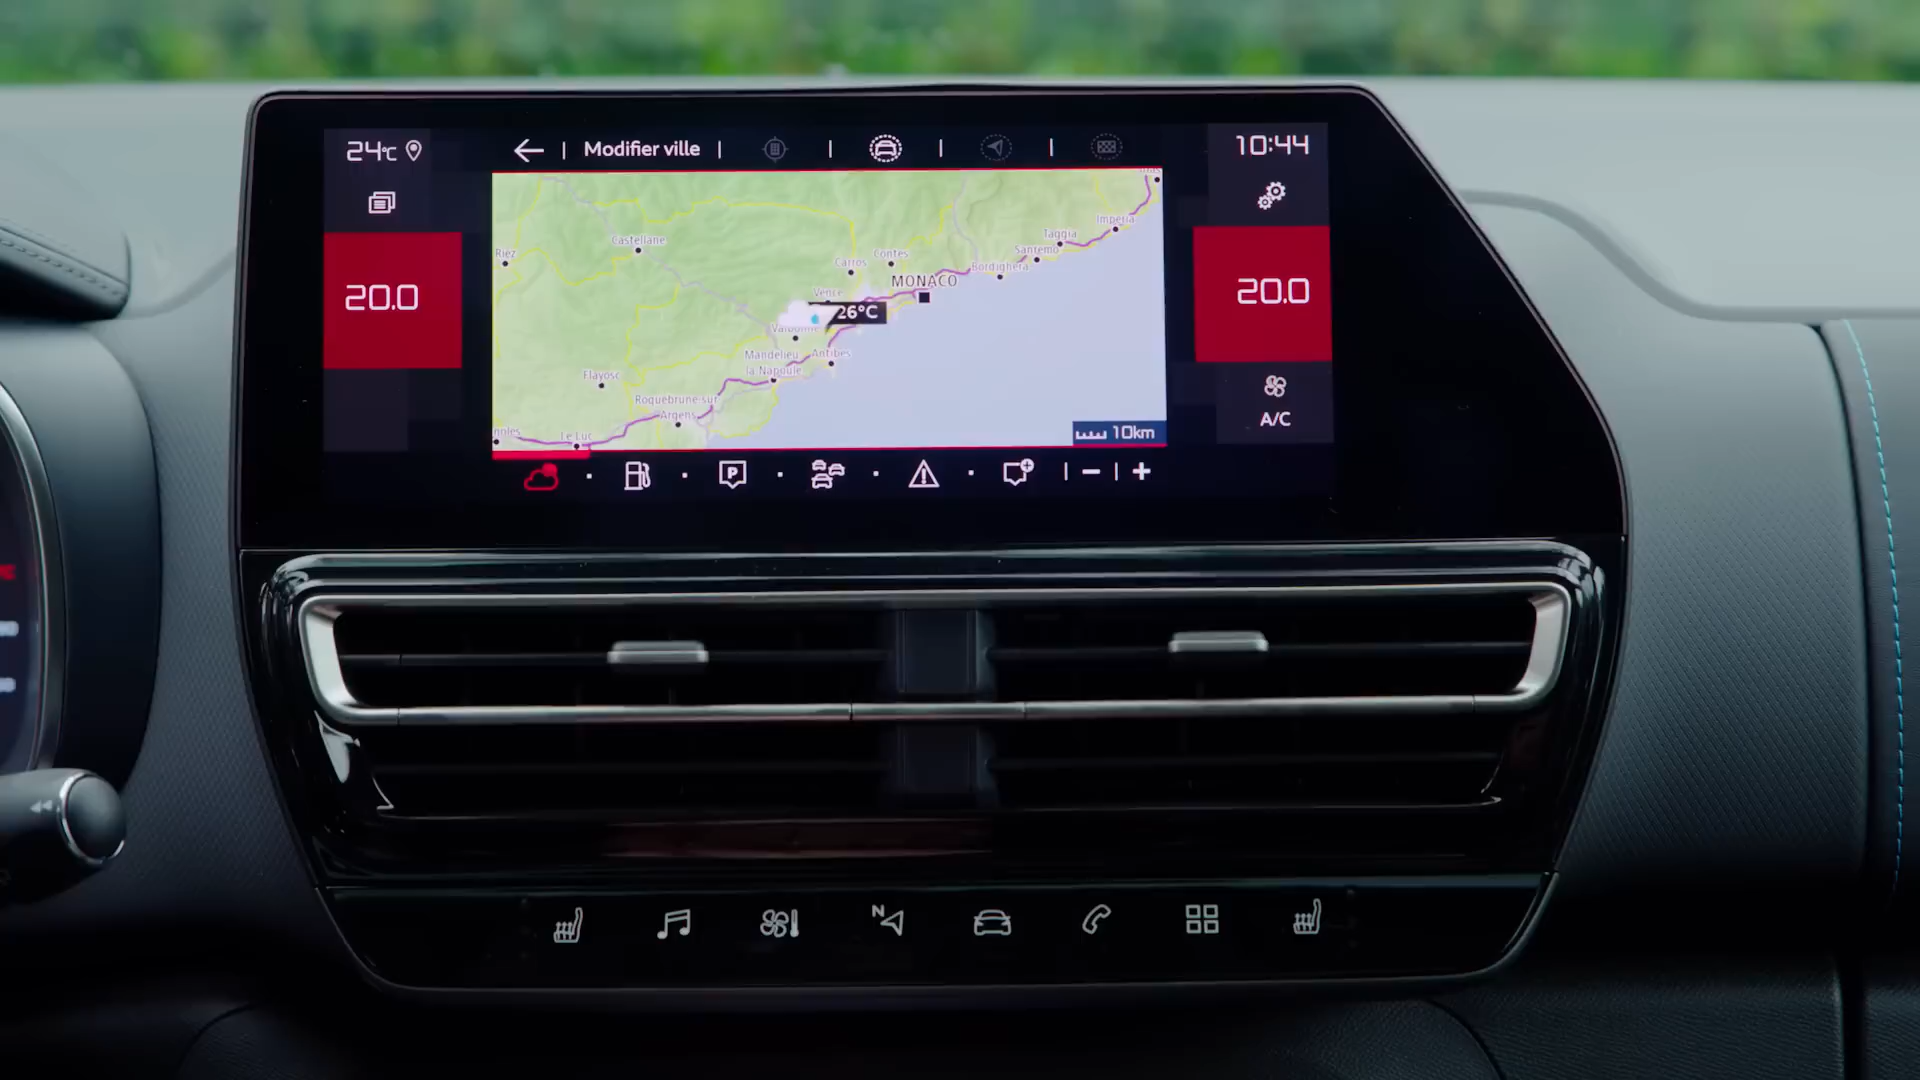 24°C
Modifier ville
10:44
20.0
20.0
A/C
Imperia
Taggia
Sanremo
Bordighera
Castellane
Riez
Contes
Carros
MONACO
Vence
26°C
Valbonne
Mandelieu
la Napoule
Antibes
Flayosc
Roquebrune-sur
Argens
Le Luc
10km
P
N